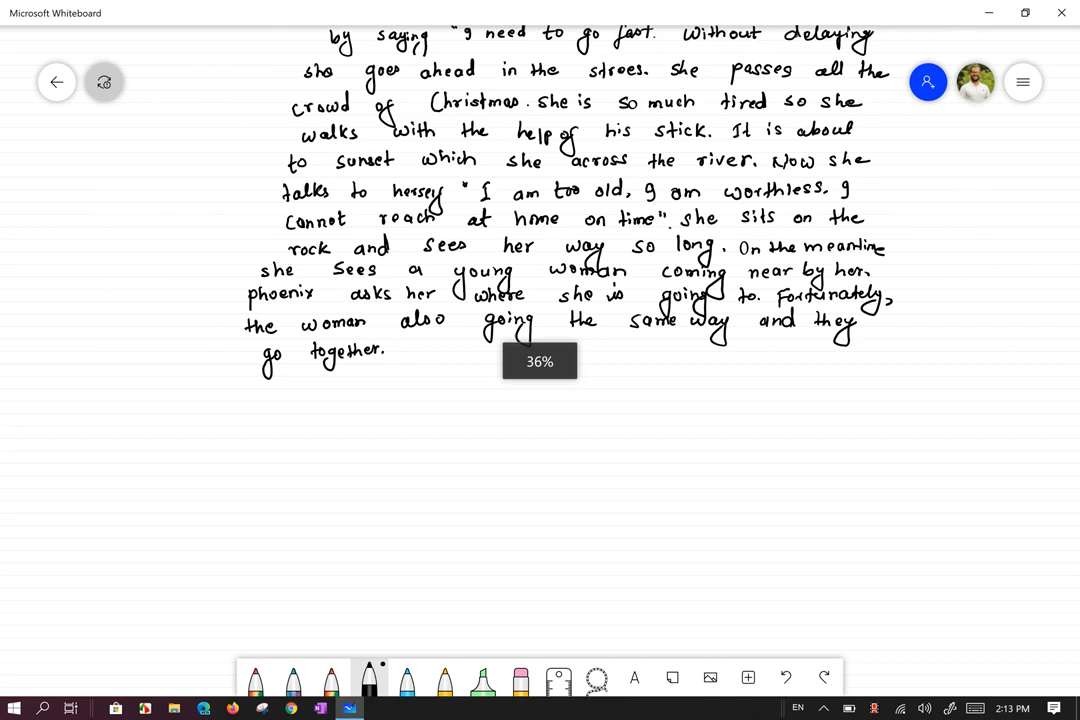 Microsoft Whiteboard
by saying "I need to go fast. Without delaying
she goes ahead in the stroes. She passes all the
crowd of Christmas. She is so much tired so she
walks with the help of his stick. It is about
to sunset which she across the river. Now she
talks to hersey "I am too old, I am worthless. I
cannot reach at home on time". She sits on the
rock and sees her way so long. On the meantime
she sees a young woman coming near by her.
phoenix asks her where she is going to. Fortunately,
the woman also going the same way and they
go together.
36%
A
EN
2:13 PM